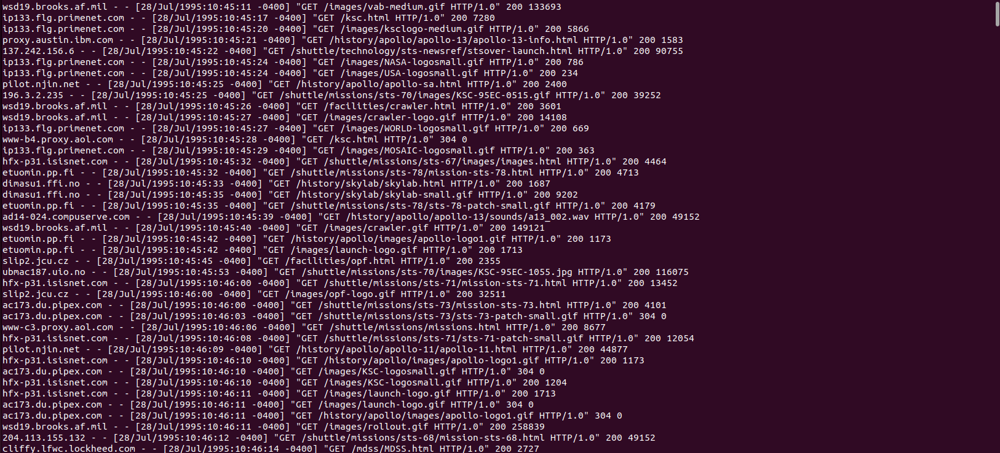 wsd19.brooks.af.mil - - [28/Jul/1995:10:45:11 -0400] "GET /images/vab-medium.gif HTTP/1.0" 200 133693
ip133.flg.primenet.com - - [28/Jul/1995:10:45:17 -0400] "GET /ksc.html HTTP/1.0" 200 7280
ip133.flg.primenet.com - - [28/Jul/1995:10:45:20 -0400] "GET /images/ksclogo-medium.gif HTTP/1.0" 200 5866
proxy.austin.ibm.com - - [28/Jul/1995:10:45:21 -0400] "GET /history/apollo/apollo-13/apollo-13-info.html HTTP/1.0" 200 1583
137.242.156.6 - - [28/Jul/1995:10:45:22 -0400] "GET /shuttle/technology/sts-newsref/stsover-launch.html HTTP/1.0" 200 90755
ip133.flg.primenet.com - - [28/Jul/1995:10:45:24 -0400] "GET /images/NASA-logosmall.gif HTTP/1.0" 200 786
ip133.flg.primenet.com - - [28/Jul/1995:10:45:24 -0400] "GET /images/USA-logosmall.gif HTTP/1.0" 200 234
pilot.njin.net - - [28/Jul/1995:10:45:25 -0400] "GET /history/apollo/apollo-sa.html HTTP/1.0" 200 2400
196.3.2.235 - - [28/Jul/1995:10:45:25 -0400] "GET /shuttle/missions/sts-70/images/KSC-95EC-0515.gif HTTP/1.0" 200 39252
wsd19.brooks.af.mil - - [28/Jul/1995:10:45:26 -0400] "GET /facilities/crawler.html HTTP/1.0" 200 3601
wsd19.brooks.af.mil - - [28/Jul/1995:10:45:27 -0400] "GET /images/crawler-logo.gif HTTP/1.0" 200 14108
ip133.flg.primenet.com - - [28/Jul/1995:10:45:27 -0400] "GET /images/WORLD-logosmall.gif HTTP/1.0" 200 669
www-b4.proxy.aol.com - - [28/Jul/1995:10:45:28 -0400] "GET /ksc.html HTTP/1.0" 304 0
ip133.flg.primenet.com - - [28/Jul/1995:10:45:29 -0400] "GET /images/MOSAIC-logosmall.gif HTTP/1.0" 200 363
hfx-p31.isisnet.com - - [28/Jul/1995:10:45:32 -0400] "GET /shuttle/missions/sts-67/images/images.html HTTP/1.0" 200 4464
etuomin.pp.fi - - [28/Jul/1995:10:45:32 -0400] "GET /shuttle/missions/sts-78/mission-sts-78.html HTTP/1.0" 200 4713
dimasu1.ffi.no - - [28/Jul/1995:10:45:33 -0400] "GET /history/skylab/skylab.html HTTP/1.0" 200 1687
dimasu1.ffi.no - - [28/Jul/1995:10:45:35 -0400] "GET /history/skylab/skylab-small.gif HTTP/1.0" 200 9202
etuomin.pp.fi - - [28/Jul/1995:10:45:35 -0400] "GET /shuttle/missions/sts-78/sts-78-patch-small.gif HTTP/1.0" 200 4179
ad14-024.compuserve.com - - [28/Jul/1995:10:45:39 -0400] "GET /history/apollo/apollo-13/sounds/a13_002.wav HTTP/1.0" 200 49152
wsd19.brooks.af.mil - - [28/Jul/1995:10:45:40 -0400] "GET /images/crawler.gif HTTP/1.0" 200 149121
etuomin.pp.fi - - [28/Jul/1995:10:45:42 -0400] "GET /history/apollo/images/apollo-logo1.gif HTTP/1.0" 200 1173
etuomin.pp.fi - - [28/Jul/1995:10:45:42 -0400] "GET /images/launch-logo.gif HTTP/1.0" 200 1713
slip2.jcu.cz - - [28/Jul/1995:10:45:45 -0400] "GET /facilities/opf.html HTTP/1.0" 200 2355
ubmac187.uio.no - - [28/Jul/1995:10:45:53 -0400] "GET /shuttle/missions/sts-70/images/KSC-95EC-1055.jpg HTTP/1.0" 200 116075
hfx-p31.isisnet.com - - [28/Jul/1995:10:46:00 -0400] "GET /shuttle/missions/sts-71/mission-sts-71.html HTTP/1.0" 200 13452
slip2.jcu.cz - - [28/Jul/1995:10:46:00 -0400] "GET /images/opf-logo.gif HTTP/1.0" 200 32511
ac173.du.pipex.com - - [28/Jul/1995:10:46:00 -0400] "GET /shuttle/missions/sts-73/mission-sts-73.html HTTP/1.0" 200 4101
ac173.du.pipex.com - - [28/Jul/1995:10:46:03 -0400] "GET /shuttle/missions/sts-73/sts-73-patch-small.gif HTTP/1.0" 304 0
www-c3.proxy.aol.com - - [28/Jul/1995:10:46:06 -0400] "GET /shuttle/missions/missions.html HTTP/1.0" 200 8677
hfx-p31.isisnet.com - - [28/Jul/1995:10:46:08 -0400] "GET /shuttle/missions/sts-71/sts-71-patch-small.gif HTTP/1.0" 200 12054
pilot.njin.net - - [28/Jul/1995:10:46:09 -0400] "GET /history/apollo/apollo-11/apollo-11.html HTTP/1.0" 200 44877
hfx-p31.isisnet.com - - [28/Jul/1995:10:46:10 -0400] "GET /history/apollo/images/apollo-logo1.gif HTTP/1.0" 200 1173
ac173.du.pipex.com - - [28/Jul/1995:10:46:10 -0400] "GET /images/KSC-logosmall.gif HTTP/1.0" 304 0
hfx-p31.isisnet.com - - [28/Jul/1995:10:46:10 -0400] "GET /images/KSC-logosmall.gif HTTP/1.0" 200 1204
hfx-p31.isisnet.com - - [28/Jul/1995:10:46:11 -0400] "GET /images/launch-logo.gif HTTP/1.0" 200 1713
ac173.du.pipex.com - - [28/Jul/1995:10:46:11 -0400] "GET /images/launch-logo.gif HTTP/1.0" 304 0
ac173.du.pipex.com - - [28/Jul/1995:10:46:11 -0400] "GET /history/apollo/images/apollo-logo1.gif HTTP/1.0" 304 0
wsd19.brooks.af.mil - - [28/Jul/1995:10:46:11 -0400] "GET /images/rollout.gif HTTP/1.0" 200 258839
204.113.155.132 - - [28/Jul/1995:10:46:12 -0400] "GET /shuttle/missions/sts-68/mission-sts-68.html HTTP/1.0" 200 49152
cliffy.lfwc.lockheed.com - - [28/Jul/1995:10:46:14 -0400] "GET /mdss/MDSS.html HTTP/1.0" 200 2727